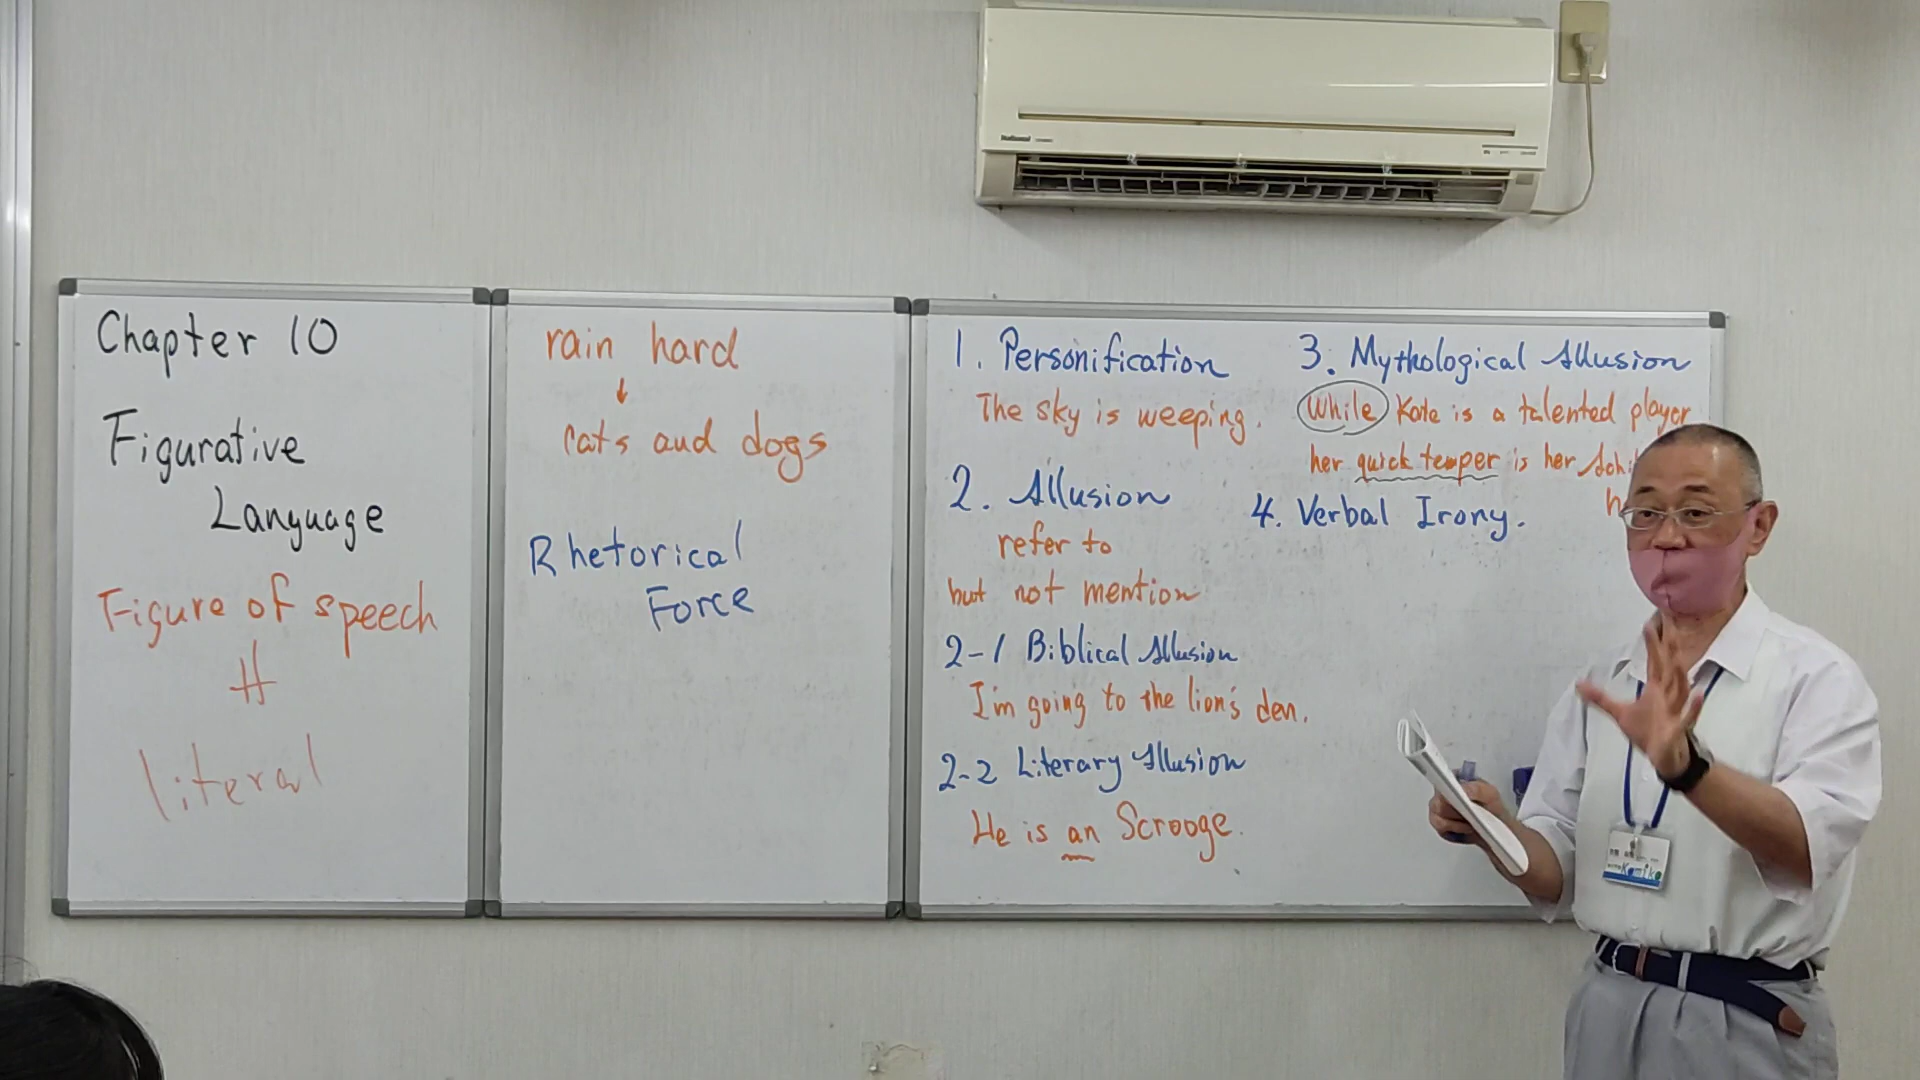 Chapter 10
Figurative
Language
Figure of speech
literal
rain hard
↓
cats and dogs
Rhetorical
Force
1. Personification
The sky is weeping.
2. Allusion
refer to
but not mention
2-1 Biblical Allusion
I'm going to the lion's den.
2-2 Literary Allusion
He is an Scrooge.
3. Mythological Allusion
While Kate is a talented player
her quick temper is her
4. Verbal Irony.
National